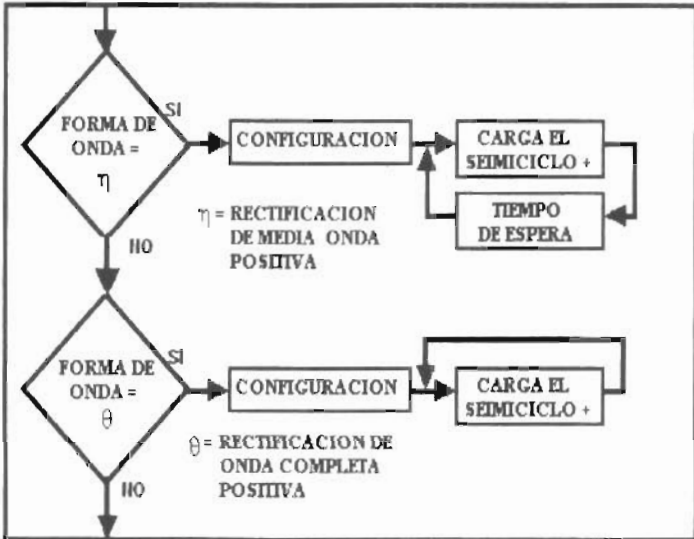 FORMA DE
ONDA =
η
SI
CONFIGURACION
CARGA EL
SEIMICICLO +
TIEMPO
DE ESPERA
η = RECTIFICACION
DE MEDIA ONDA
POSITIVA
NO
FORMA DE
ONDA =
θ
SI
CONFIGURACION
CARGA EL
SEIMICICLO +
θ = RECTIFICACION DE
ONDA COMPLETA
POSITIVA
NO